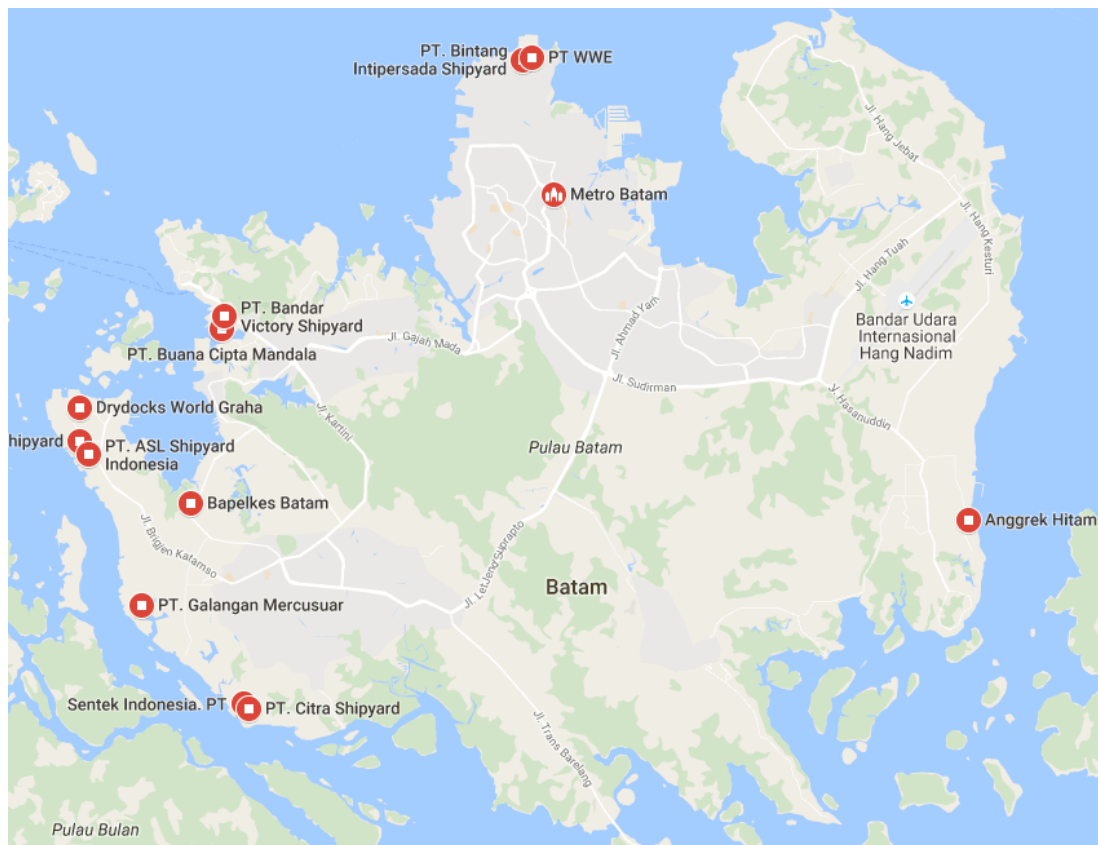 PT. Bintang
Intipersada Shipyard
PT WWE
Jl. Hang Jebat
Metro Batam
Jl. Hang Kesturi
Jl. Hang Tuah
PT. Bandar
Victory Shipyard
Bandar Udara
Internasional
Hang Nadim
Jl. Ahmad Yani
Jl. Gajah Mada
PT. Buana Cipta Mandala
Jl. Sudirman
Jl. Hasanuddin
Drydocks World Graha
Jl. Kartini
hipyard
PT. ASL Shipyard
Indonesia
Pulau Batam
Bapelkes Batam
Anggrek Hitam
Jl. Brigjen Katamso
Jl. LetJeng Suprapto
Batam
PT. Galangan Mercusuar
Sentek Indonesia. PT
PT. Citra Shipyard
Jl. Trans Barelang
Pulau Bulan